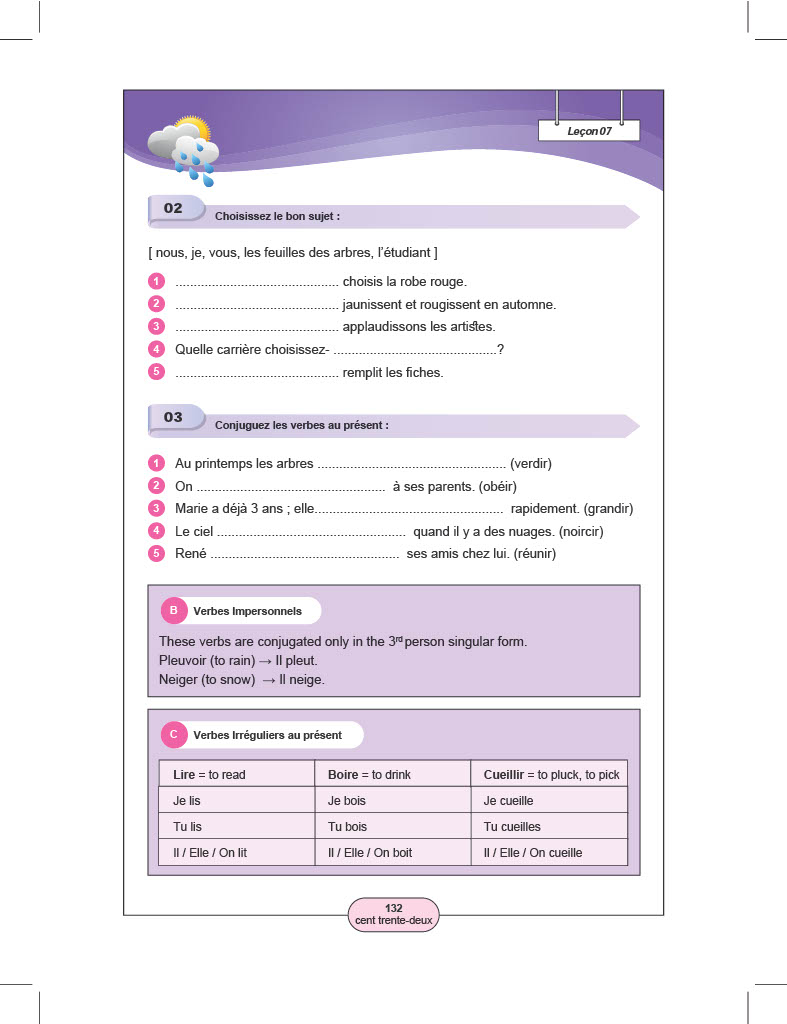 Leçon 07
02
Choisissez le bon sujet :
[ nous, je, vous, les feuilles des arbres, l'étudiant ]
1 ............................................. choisis la robe rouge.
2 ............................................. jaunissent et rougissent en automne.
3 ............................................. applaudissons les artistes.
4 Quelle carrière choisissez- .............................................?
5 ............................................. remplit les fiches.
03
Conjuguez les verbes au présent :
1 Au printemps les arbres .................................................... (verdir)
2 On .................................................... à ses parents. (obéir)
3 Marie a déjà 3 ans ; elle.................................................... rapidement. (grandir)
4 Le ciel .................................................... quand il y a des nuages. (noircir)
5 René .................................................... ses amis chez lui. (réunir)
B Verbes Impersonnels
These verbs are conjugated only in the 3rd person singular form.
Pleuvoir (to rain) → Il pleut.
Neiger (to snow) → Il neige.
C Verbes Irréguliers au présent
Lire = to read Boire = to drink Cueillir = to pluck, to pick
Je lis Je bois Je cueille
Tu lis Tu bois Tu cueilles
Il / Elle / On lit Il / Elle / On boit Il / Elle / On cueille
132
cent trente-deux